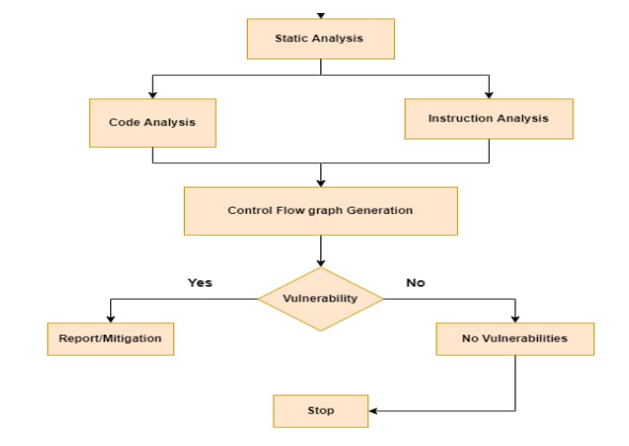 Static Analysis
Code Analysis
Instruction Analysis
Control Flow graph Generation
Yes
No
Vulnerability
Report/Mitigation
No Vulnerabilities
Stop